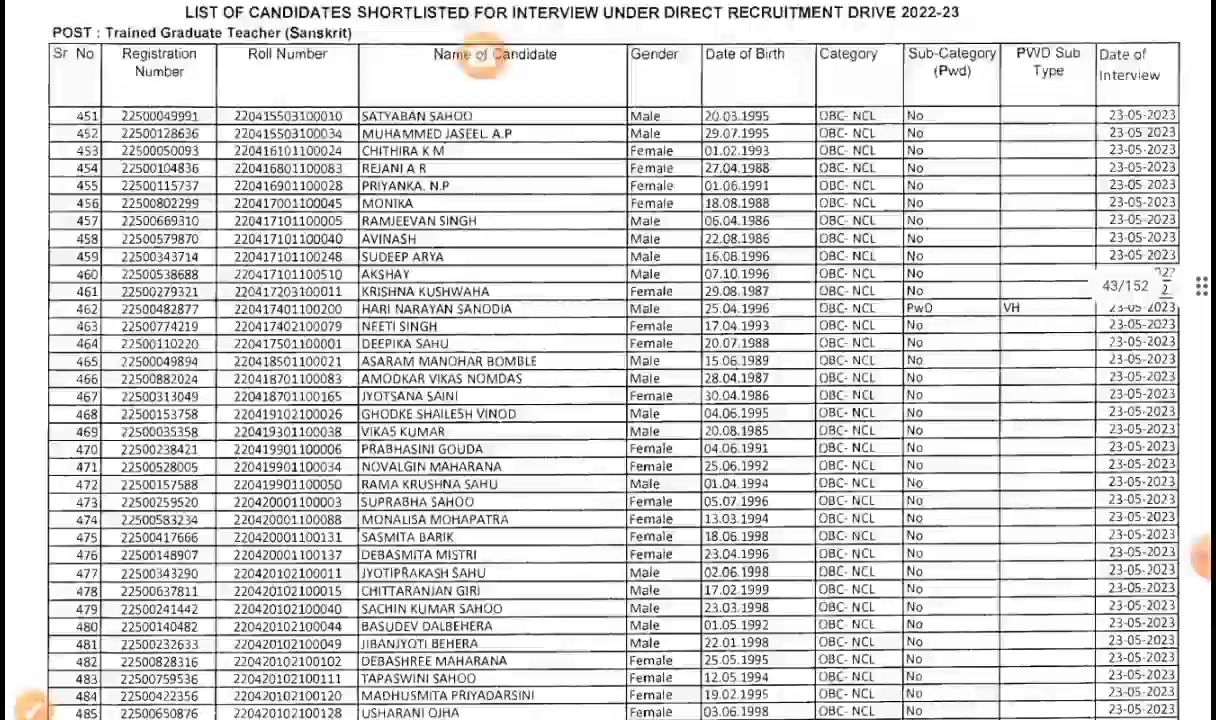 LIST OF CANDIDATES SHORTLISTED FOR INTERVIEW UNDER DIRECT RECRUITMENT DRIVE 2022-23
POST : Trained Graduate Teacher (Sanskrit)
Sr No Registration Number Roll Number Name of Candidate Gender Date of Birth Category Sub-Category (Pwd) PWD Sub Type Date of Interview
451 22500049991 220415503100010 SATYABAN SAHOO Male 20.03.1995 OBC- NCL No 23-05-2023
452 22500128636 220415503100034 MUHAMMED JASEEL. A.P Male 29.07.1995 OBC- NCL No 23-05-2023
453 22500050093 220416101100024 CHITHIRA K M Female 01.02.1993 OBC- NCL No 23-05-2023
454 22500104836 220416801100083 REJANI A R Female 27.04.1988 OBC- NCL No 23-05-2023
455 22500115737 220416901100028 PRIYANKA. N.P Female 01.06.1991 OBC- NCL No 23-05-2023
456 22500802299 220417001100045 MONIKA Female 18.08.1988 OBC- NCL No 23-05-2023
457 22500669310 220417101100005 RAMJEEVAN SINGH Male 06.04.1986 OBC- NCL No 23-05-2023
458 22500579870 220417101100040 AVINASH Male 22.08.1986 OBC- NCL No 23-05-2023
459 22500343714 220417101100248 SUDEEP ARYA Male 16.08.1996 OBC- NCL No 23-05-2023
460 22500538688 220417101100510 AKSHAY Male 07.10.1996 OBC- NCL No
461 22500279321 220417203100011 KRISHNA KUSHWAHA Female 29.08.1987 OBC- NCL No 43/152
462 22500482877 220417401100200 HARI NARAYAN SANODIA Male 25.04.1996 OBC- NCL PwD VH 23-05-2023
463 22500774219 220417402100079 NEETI SINGH Female 17.04.1993 OBC- NCL No 23-05-2023
464 22500110220 220417501100001 DEEPIKA SAHU Female 20.07.1988 OBC- NCL No 23-05-2023
465 22500049894 220418501100021 ASARAM MANOHAR BOMBLE Male 15.06.1989 OBC- NCL No 23-05-2023
466 22500882024 220418701100083 AMODKAR VIKAS NOMDAS Male 28.04.1987 OBC- NCL No 23-05-2023
467 22500313049 220418701100165 JYOTSANA SAINI Female 30.04.1986 OBC- NCL No 23-05-2023
468 22500153758 220419102100026 GHODKE SHAILESH VINOD Male 04.06.1995 OBC- NCL No 23-05-2023
469 22500035358 220419301100038 VIKAS KUMAR Male 20.08.1985 OBC- NCL No 23-05-2023
470 22500238421 220419901100006 PRABHASINI GOUDA Female 04.06.1991 OBC- NCL No 23-05-2023
471 22500528005 220419901100034 NOVALGIN MAHARANA Female 25.06.1992 OBC- NCL No 23-05-2023
472 22500157588 220419901100050 RAMA KRUSHNA SAHU Male 01.04.1994 OBC- NCL No 23-05-2023
473 22500259520 220420001100003 SUPRABHA SAHOO Female 05.07.1996 OBC- NCL No 23-05-2023
474 22500583234 220420001100088 MONALISA MOHAPATRA Female 13.03.1994 OBC- NCL No 23-05-2023
475 22500417666 220420001100131 SASMITA BARIK Female 18.06.1998 OBC- NCL No 23-05-2023
476 22500148907 220420001100137 DEBASMITA MISTRI Female 23.04.1996 OBC- NCL No 23-05-2023
477 22500343290 220420102100011 JYOTIPRAKASH SAHU Male 02.06.1998 OBC- NCL No 23-05-2023
478 22500637811 220420102100015 CHITTARANJAN GIRI Male 17.02.1999 OBC- NCL No 23-05-2023
479 22500241442 220420102100040 SACHIN KUMAR SAHOO Male 23.03.1998 OBC- NCL No 23-05-2023
480 22500140482 220420102100044 BASUDEV DALBEHERA Male 01.05.1992 OBC- NCL No 23-05-2023
481 22500232633 220420102100049 JIBANJYOTI BEHERA Male 22.01.1998 OBC- NCL No 23-05-2023
482 22500828316 220420102100102 DEBASHREE MAHARANA Female 25.05.1995 OBC- NCL No 23-05-2023
483 22500759536 220420102100111 TAPASWINI SAHOO Female 12.05.1994 OBC- NCL No 23-05-2023
484 22500422356 220420102100120 MADHUSMITA PRIYADARSINI Female 19.02.1995 OBC- NCL No 23-05-2023
485 22500650876 220420102100128 USHARANI OJHA Female 03.06.1998 OBC- NCL No 23-05-2023